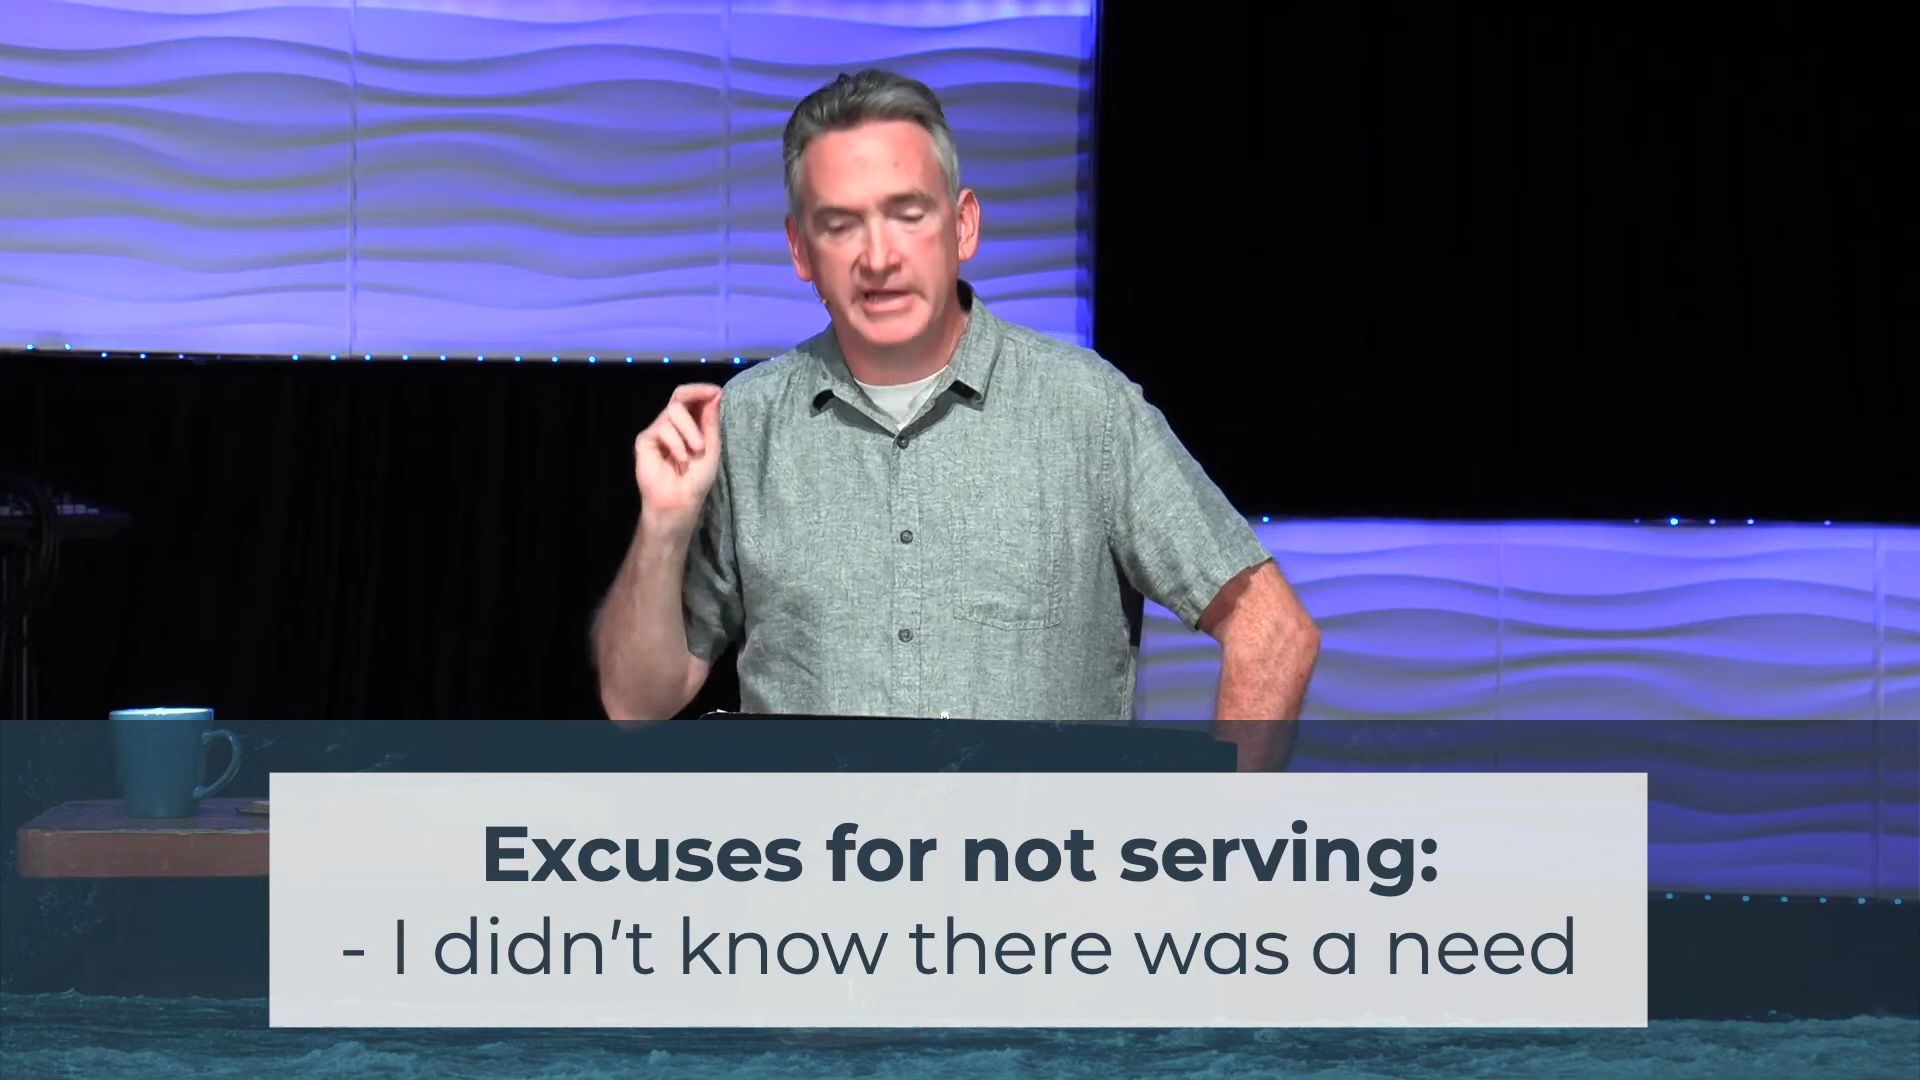 Excuses for not serving:
- I didn't know there was a need